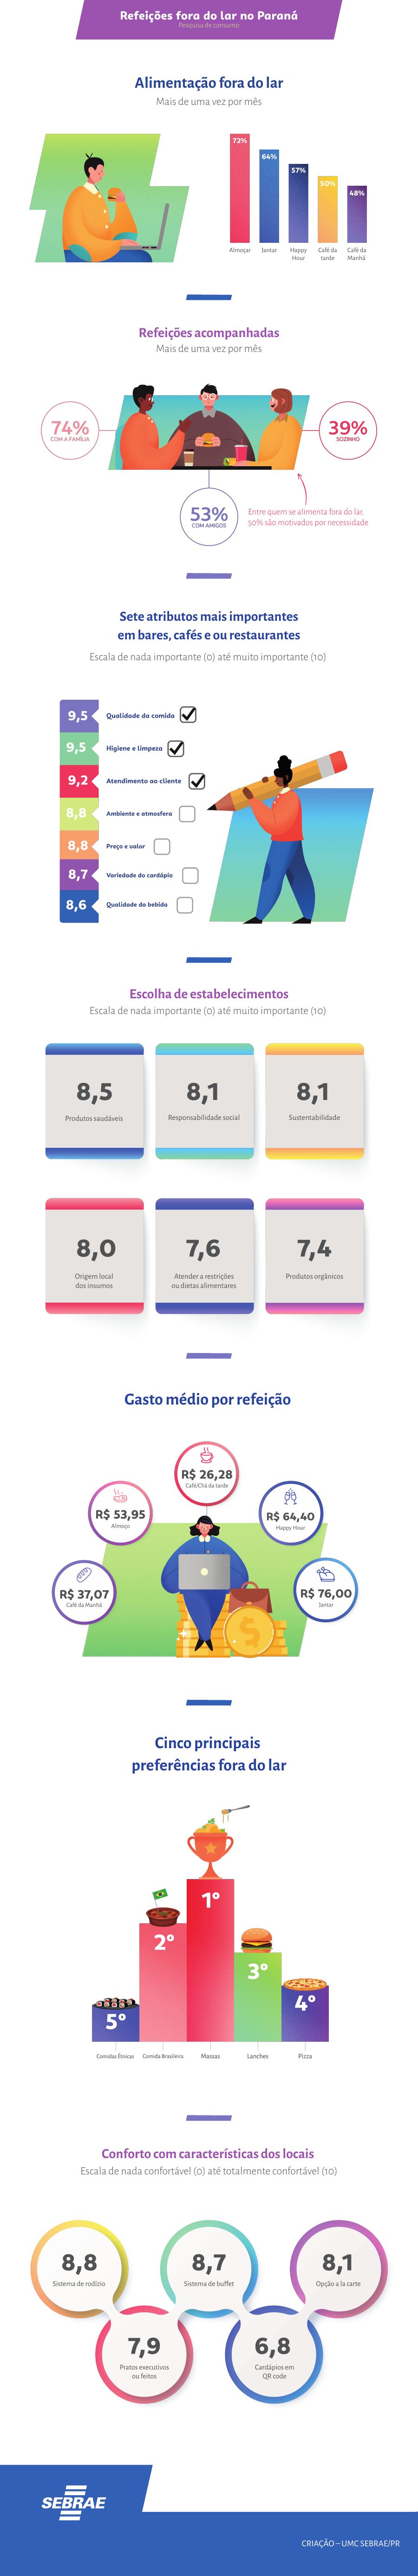 Refeições fora do lar no Paraná
Pesquisa de consumo
Alimentação fora do lar
Mais de uma vez por mês
72%
64%
57%
50%
48%
Almoçar
Jantar
Happy
Hour
Café da
tarde
Café da
Manhã
Refeições acompanhadas
Mais de uma vez por mês
74%
COM A FAMÍLIA
39%
SOZINHO
53%
COM AMIGOS
Entre quem se alimenta fora do lar,
50% são motivados por necessidade
Sete atributos mais importantes
em bares, cafés e ou restaurantes
Escala de nada importante (0) até muito importante (10)
9,5 Qualidade da comida
9,5 Higiene e limpeza
9,2 Atendimento ao cliente
8,8 Ambiente e atmosfera
8,8 Preço e valor
8,7 Variedade do cardápio
8,6 Qualidade da bebida
Escolha de estabelecimentos
Escala de nada importante (0) até muito importante (10)
8,5
Produtos saudáveis
8,1
Responsabilidade social
8,1
Sustentabilidade
8,0
Origem local
dos insumos
7,6
Atender a restrições
ou dietas alimentares
7,4
Produtos orgânicos
Gasto médio por refeição
R$ 26,28
Café/Chá da tarde
R$ 53,95
Almoço
R$ 64,40
Happy Hour
R$ 37,07
Café da Manhã
R$ 76,00
Jantar
Cinco principais
preferências fora do lar
1º
2º
3º
4º
5º
Comidas Étnicas
Comida Brasileira
Massas
Lanches
Pizza
Conforto com características dos locais
Escala de nada confortável (0) até totalmente confortável (10)
8,8
Sistema de rodízio
8,7
Sistema de buffet
8,1
Opção a la carte
7,9
Pratos executivos
ou feitos
6,8
Cardápios em
QR code
SEBRAE
CRIAÇÃO – UMC SEBRAE/PR